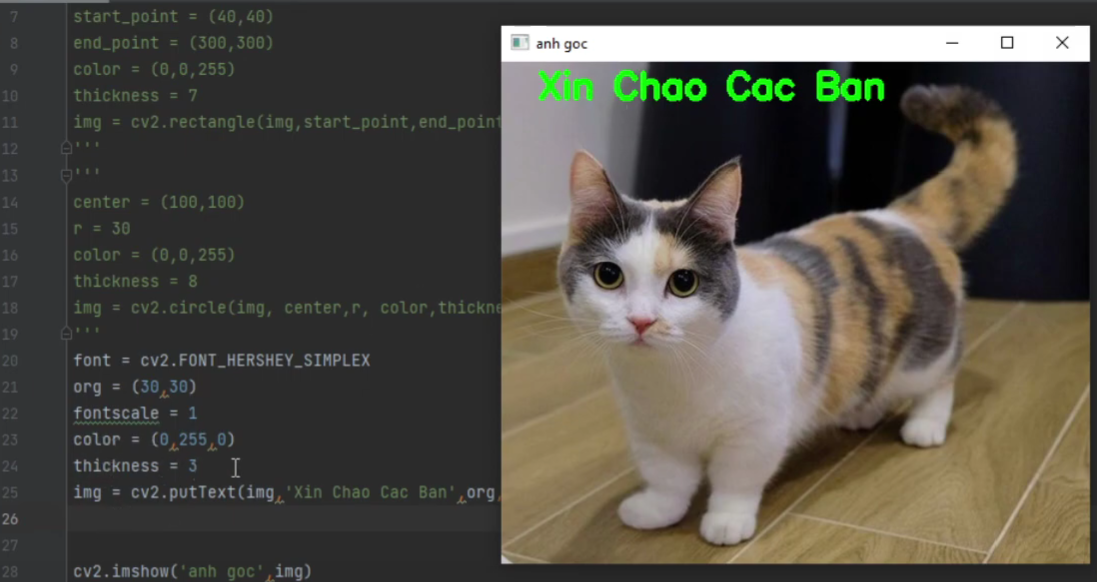 7 start_point = (40,40)
8 end_point = (300,300)
9 color = (0,0,255)
10 thickness = 7
11 img = cv2.rectangle(img,start_point,end_point
12 '''
13 '''
14 center = (100,100)
15 r = 30
16 color = (0,0,255)
17 thickness = 8
18 img = cv2.circle(img, center,r, color,thickne
19 '''
20 font = cv2.FONT_HERSHEY_SIMPLEX
21 org = (30,30)
22 fontscale = 1
23 color = (0,255,0)
24 thickness = 3
25 img = cv2.putText(img,'Xin Chao Cac Ban',org,
26
27
28 cv2.imshow('anh goc',img)
anh goc
Xin Chao Cac Ban